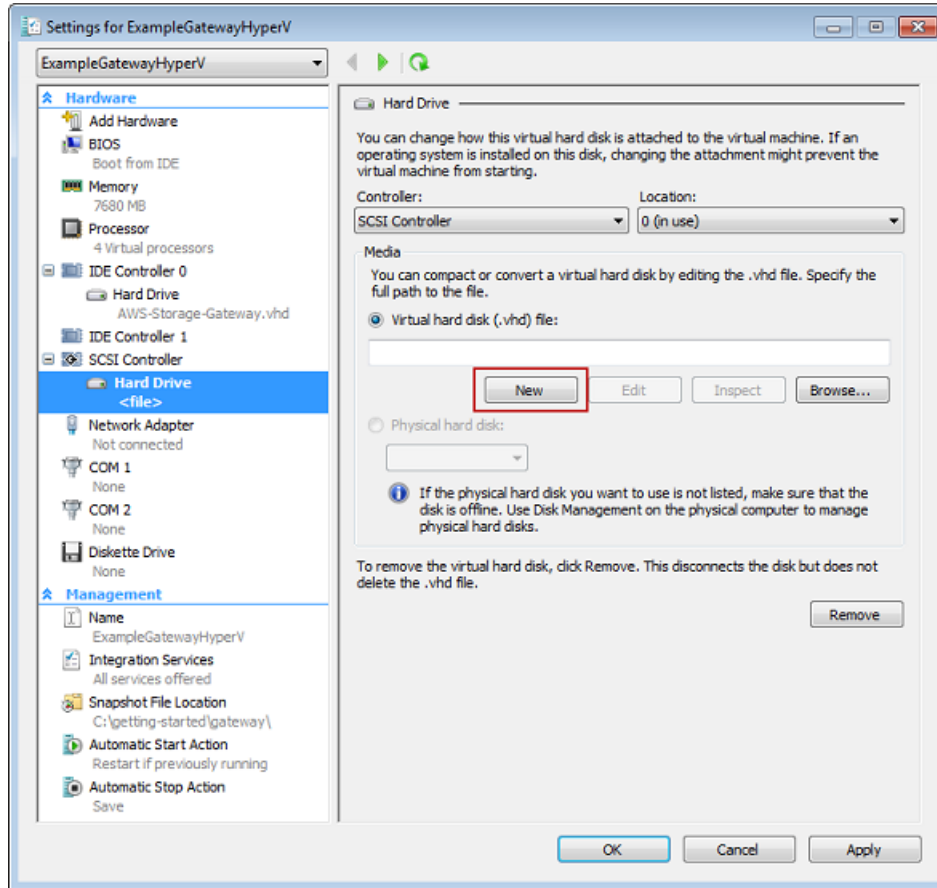 Settings for ExampleGatewayHyperV
ExampleGatewayHyperV
Hardware
Add Hardware
BIOS
Boot from IDE
Memory
7680 MB
Processor
4 Virtual processors
IDE Controller 0
Hard Drive
AWS-Storage-Gateway.vhd
IDE Controller 1
SCSI Controller
Hard Drive
<file>
Network Adapter
Not connected
COM 1
None
COM 2
None
Diskette Drive
None
Management
Name
ExampleGatewayHyperV
Integration Services
All services offered
Snapshot File Location
C:\getting-started\gateway\
Automatic Start Action
Restart if previously running
Automatic Stop Action
Save
Hard Drive
You can change how this virtual hard disk is attached to the virtual machine. If an
operating system is installed on this disk, changing the attachment might prevent the
virtual machine from starting.
Controller: Location:
SCSI Controller 0 (in use)
Media
You can compact or convert a virtual hard disk by editing the .vhd file. Specify the
full path to the file.
Virtual hard disk (.vhd) file:
New Edit Inspect Browse...
Physical hard disk:
If the physical hard disk you want to use is not listed, make sure that the
disk is offline. Use Disk Management on the physical computer to manage
physical hard disks.
To remove the virtual hard disk, click Remove. This disconnects the disk but does not
delete the .vhd file.
Remove
OK Cancel Apply